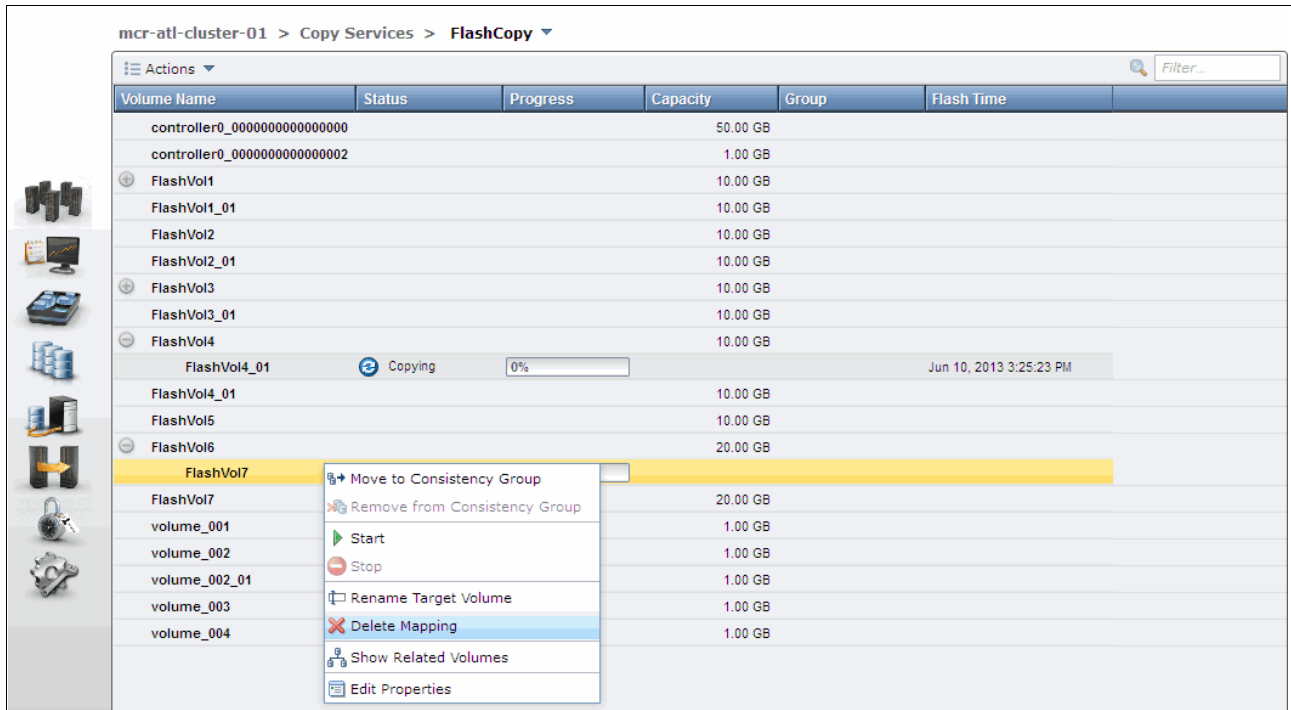 mcr-atl-cluster-01 > Copy Services > FlashCopy
Actions Filter...
Volume Name Status Progress Capacity Group Flash Time
controller0_0000000000000000 50.00 GB
controller0_0000000000000002 1.00 GB
FlashVol1 10.00 GB
FlashVol1_01 10.00 GB
FlashVol2 10.00 GB
FlashVol2_01 10.00 GB
FlashVol3 10.00 GB
FlashVol3_01 10.00 GB
FlashVol4 10.00 GB
FlashVol4_01 Copying 0% Jun 10, 2013 3:25:23 PM
FlashVol4_01 10.00 GB
FlashVol5 10.00 GB
FlashVol6 20.00 GB
FlashVol7
Move to Consistency Group
FlashVol7 20.00 GB
Remove from Consistency Group
volume_001 1.00 GB
Start
volume_002 1.00 GB
Stop
volume_002_01 1.00 GB
Rename Target Volume
volume_003 1.00 GB
Delete Mapping
volume_004 1.00 GB
Show Related Volumes
Edit Properties